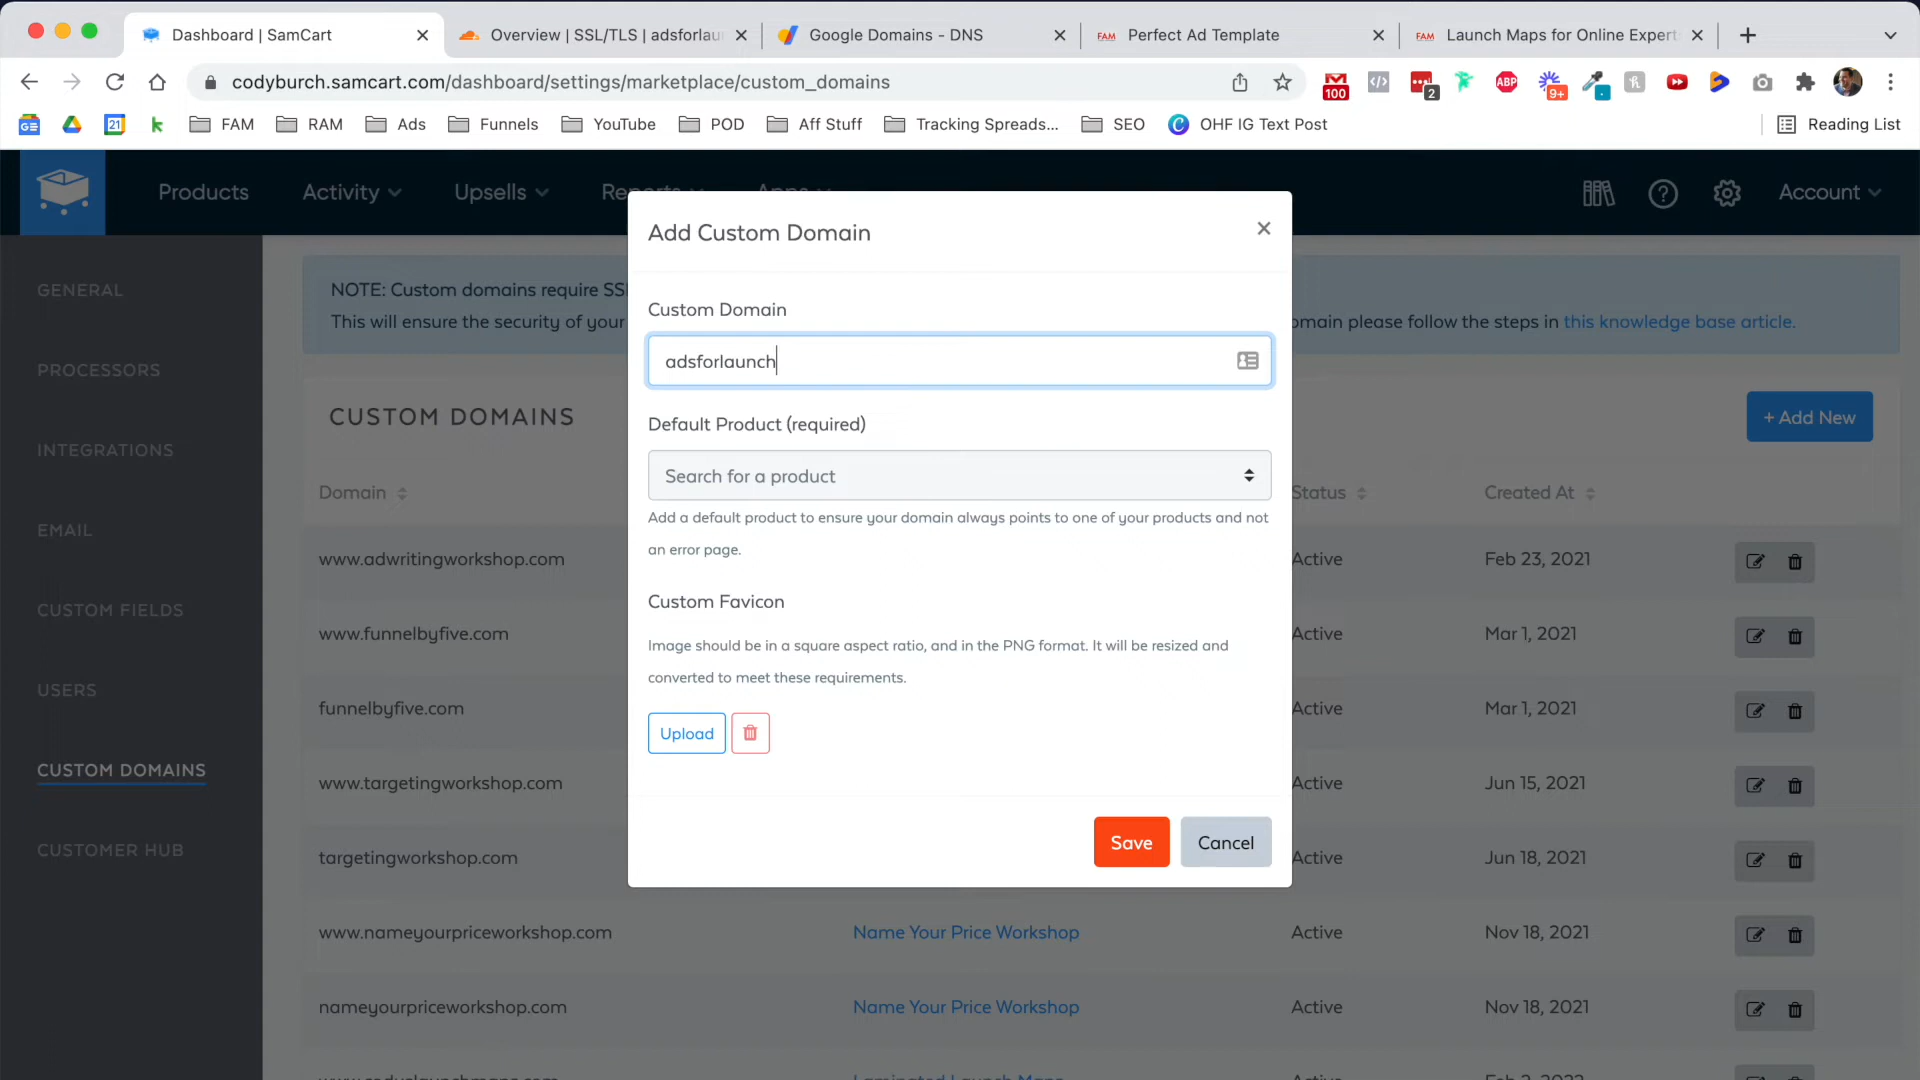 Dashboard | SamCart
Overview | SSL/TLS | adsforlaun
Google Domains - DNS
FAM
Perfect Ad Template
FAM
Launch Maps for Online Expert
codyburch.samcart.com/dashboard/settings/marketplace/custom_domains
100
2
ABP
9+
21
FAM
RAM
Ads
Funnels
YouTube
POD
Aff Stuff
Tracking Spreads...
SEO
OHF IG Text Post
Reading List
Products
Activity
Upsells
Reports
Apps
Account
GENERAL
PROCESSORS
INTEGRATIONS
EMAIL
CUSTOM FIELDS
USERS
CUSTOM DOMAINS
CUSTOMER HUB
NOTE: Custom domains require SS
This will ensure the security of your
omain please follow the steps in this knowledge base article.
CUSTOM DOMAINS
+ Add New
Domain
Status
Created At
www.adwritingworkshop.com
Active
Feb 23, 2021
www.funnelbyfive.com
Active
Mar 1, 2021
funnelbyfive.com
Active
Mar 1, 2021
www.targetingworkshop.com
Active
Jun 15, 2021
targetingworkshop.com
Active
Jun 18, 2021
www.nameyourpriceworkshop.com
Name Your Price Workshop
Active
Nov 18, 2021
nameyourpriceworkshop.com
Name Your Price Workshop
Active
Nov 18, 2021
Add Custom Domain
Custom Domain
adsforlaunch
Default Product (required)
Search for a product
Add a default product to ensure your domain always points to one of your products and not
an error page.
Custom Favicon
Image should be in a square aspect ratio, and in the PNG format. It will be resized and
converted to meet these requirements.
Upload
Save
Cancel